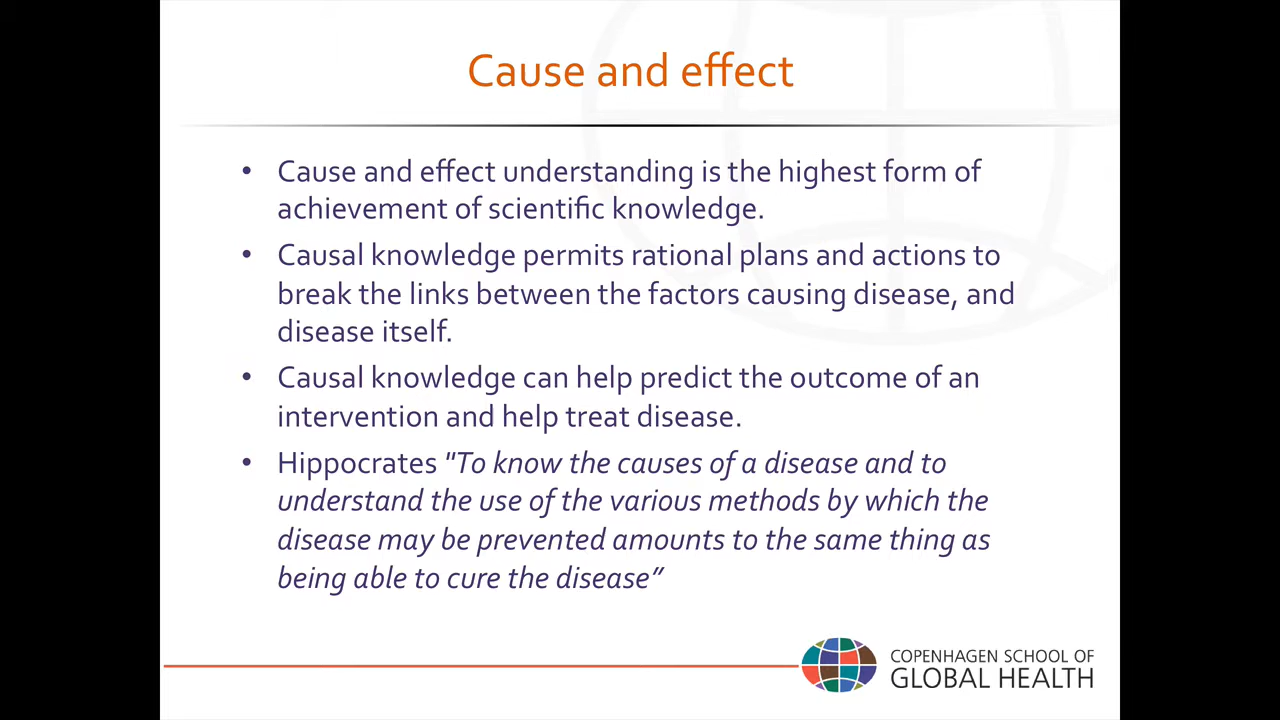 Cause and effect
• Cause and effect understanding is the highest form of
achievement of scientific knowledge.
• Causal knowledge permits rational plans and actions to
break the links between the factors causing disease, and
disease itself.
• Causal knowledge can help predict the outcome of an
intervention and help treat disease.
• Hippocrates "To know the causes of a disease and to
understand the use of the various methods by which the
disease may be prevented amounts to the same thing as
being able to cure the disease”
COPENHAGEN SCHOOL OF
GLOBAL HEALTH